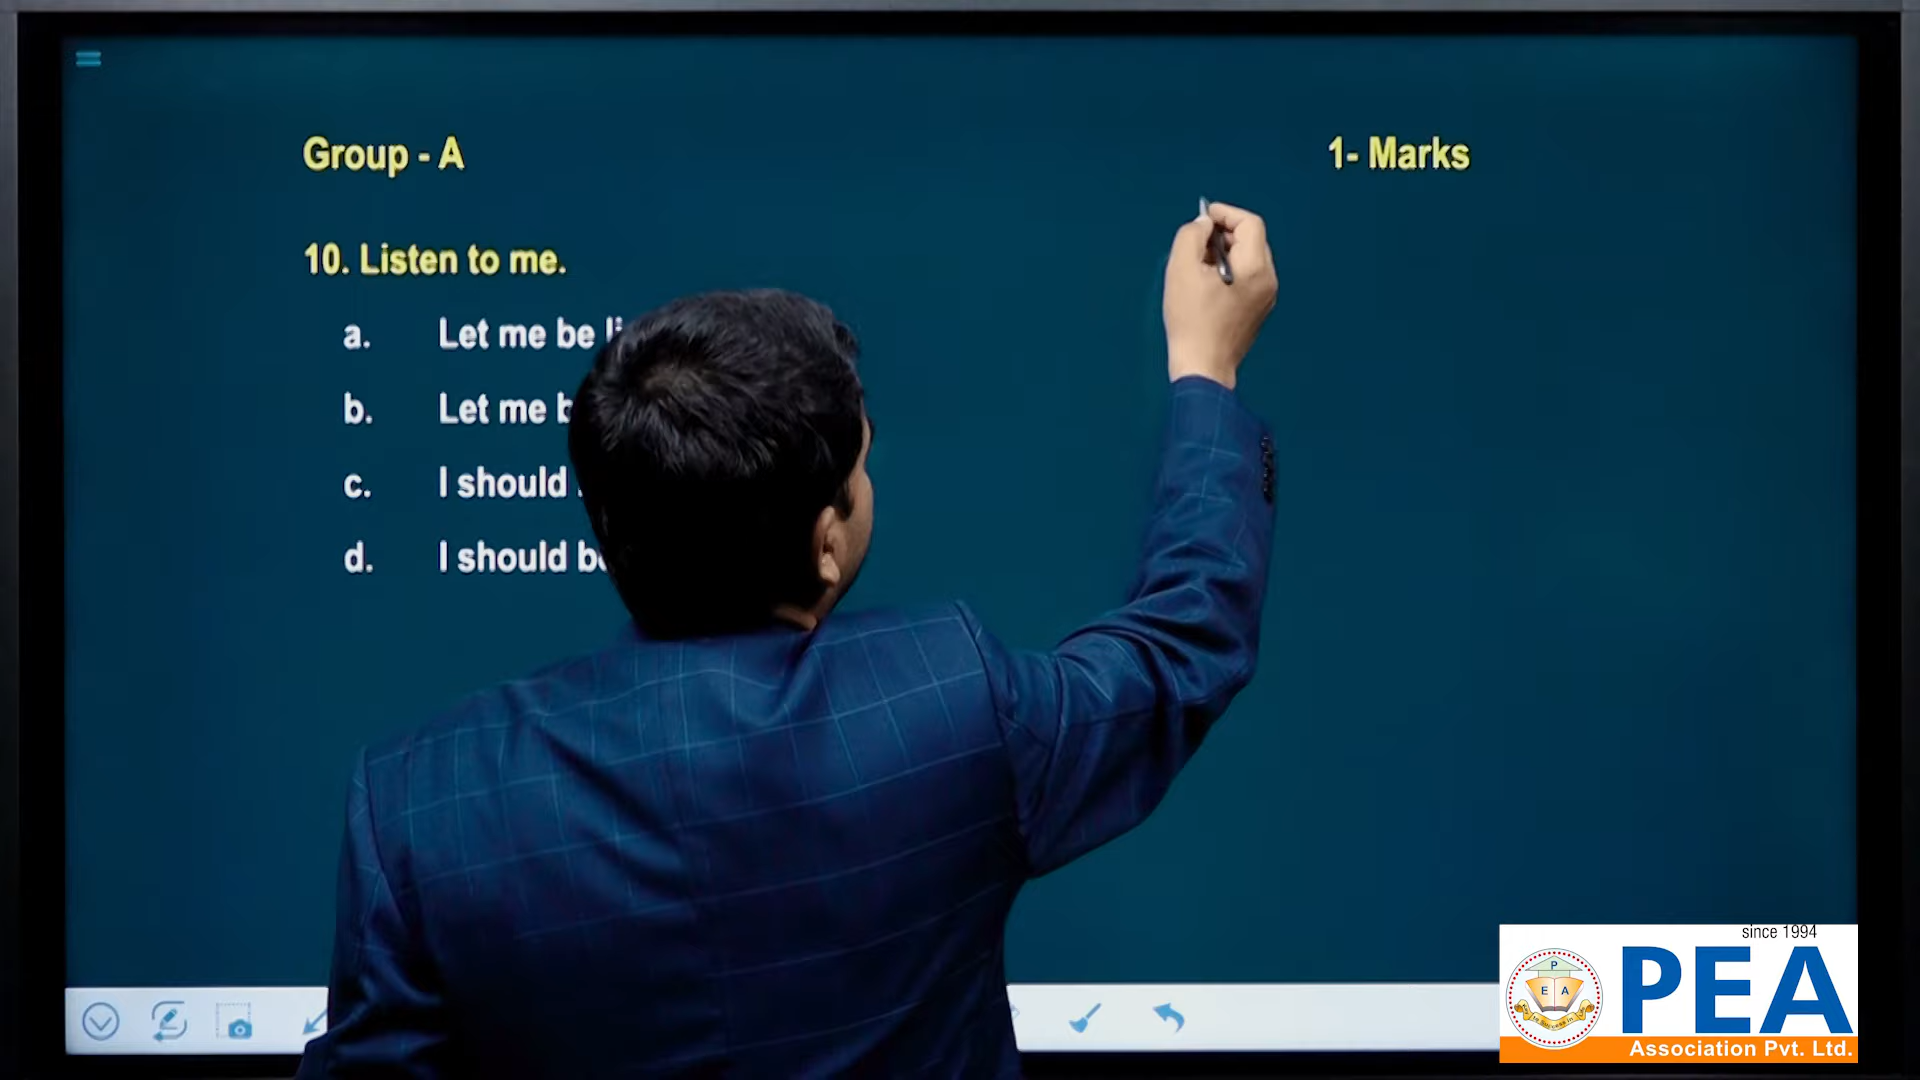 Group - A
1- Marks
10. Listen to me.
a. Let me be
b. Let me
c. I should
d. I should
since 1994
P
E A
PEA
Association Pvt. Ltd.